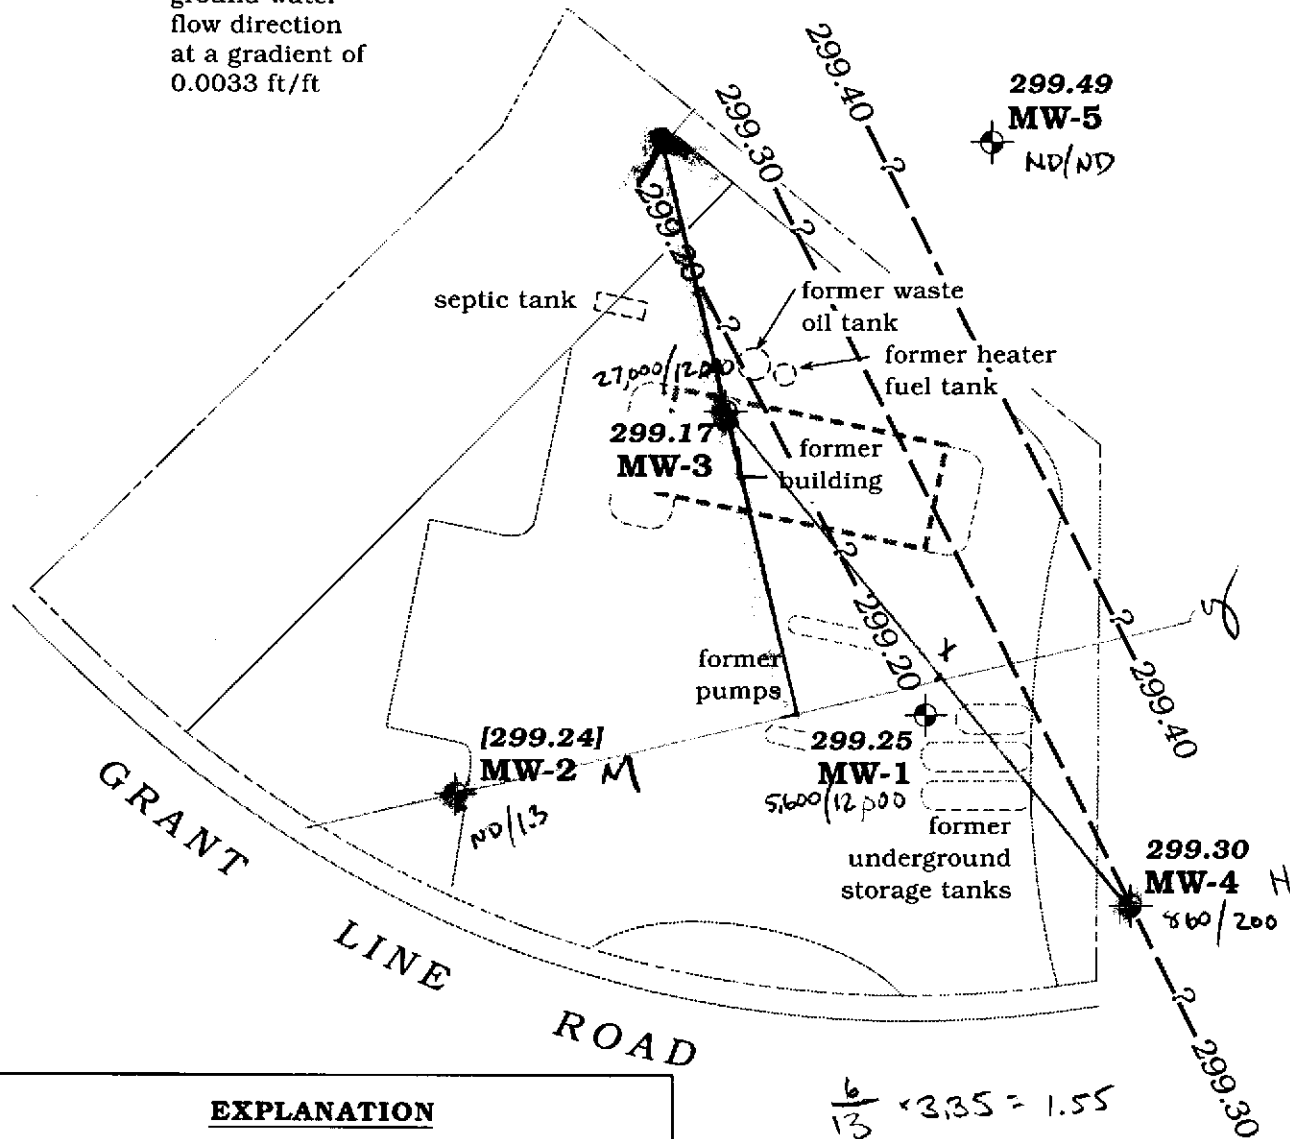 ground water
flow direction
at a gradient of
0.0033 ft/ft
299.40
299.30
299.20
299.49
MW-5
ND/ND
?
?
?
septic tank
former waste
oil tank
former heater
fuel tank
27,000/12,000
299.17
MW-3
former
building
?
299.20
x
?
299.40
former
pumps
[299.24]
MW-2 M
ND/1.3
299.25
MW-1
5,600/12,000
former
underground
storage tanks
299.30
MW-4 H
860/200
?
299.30
GRANT LINE ROAD
EXPLANATION
6/13 × 3.35 = 1.55